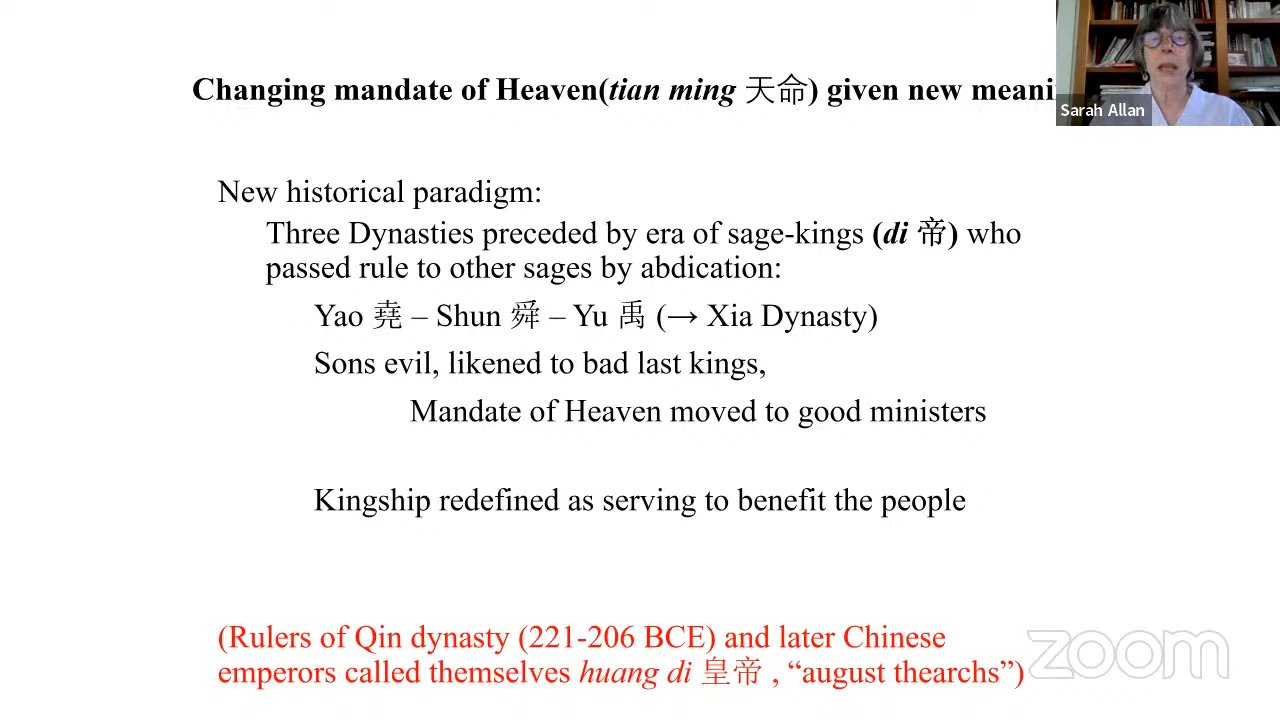 Changing mandate of Heaven(tian ming 天命) given new meani
Sarah Allan
New historical paradigm:
Three Dynasties preceded by era of sage-kings (di 帝) who
passed rule to other sages by abdication:
Yao 堯 – Shun 舜 – Yu 禹 (→ Xia Dynasty)
Sons evil, likened to bad last kings,
Mandate of Heaven moved to good ministers
Kingship redefined as serving to benefit the people
(Rulers of Qin dynasty (221-206 BCE) and later Chinese
emperors called themselves huang di 皇帝 , “august thearchs”)
zoom